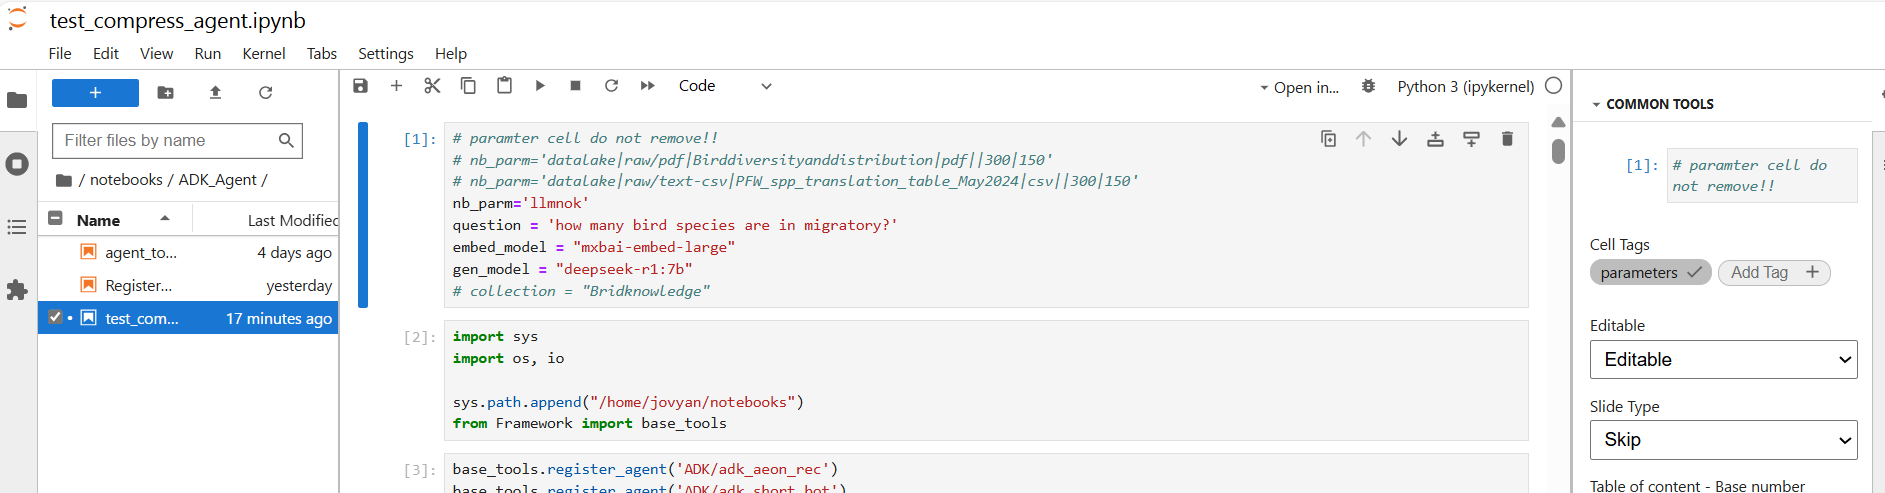 test_compress_agent.ipynb
File Edit View Run Kernel Tabs Settings Help
Filter files by name
/ notebooks / ADK_Agent /
Name Last Modified
agent_to... 4 days ago
Register... yesterday
test_com... 17 minutes ago
Code
Open in...
Python 3 (ipykernel)
[1]:
# paramter cell do not remove!!
# nb_parm='datalake|raw/pdf|Birddiversityanddistribution|pdf||300|150'
# nb_parm='datalake|raw/text-csv|PFW_spp_translation_table_May2024|csv||300|150'
nb_parm='llmnok'
question = 'how many bird species are in migratory?'
embed_model = "mxbai-embed-large"
gen_model = "deepseek-r1:7b"
# collection = "Bridknowledge"
[2]:
import sys
import os, io
sys.path.append("/home/jovyan/notebooks")
from Framework import base_tools
[3]:
base_tools.register_agent('ADK/adk_aeon_rec')
base_tools.register_agent('ADK/adk_short_bot')
COMMON TOOLS
[1]:
# paramter cell do
not remove!!
Cell Tags
parameters
Add Tag
Editable
Editable
Slide Type
Skip
Table of content - Base number